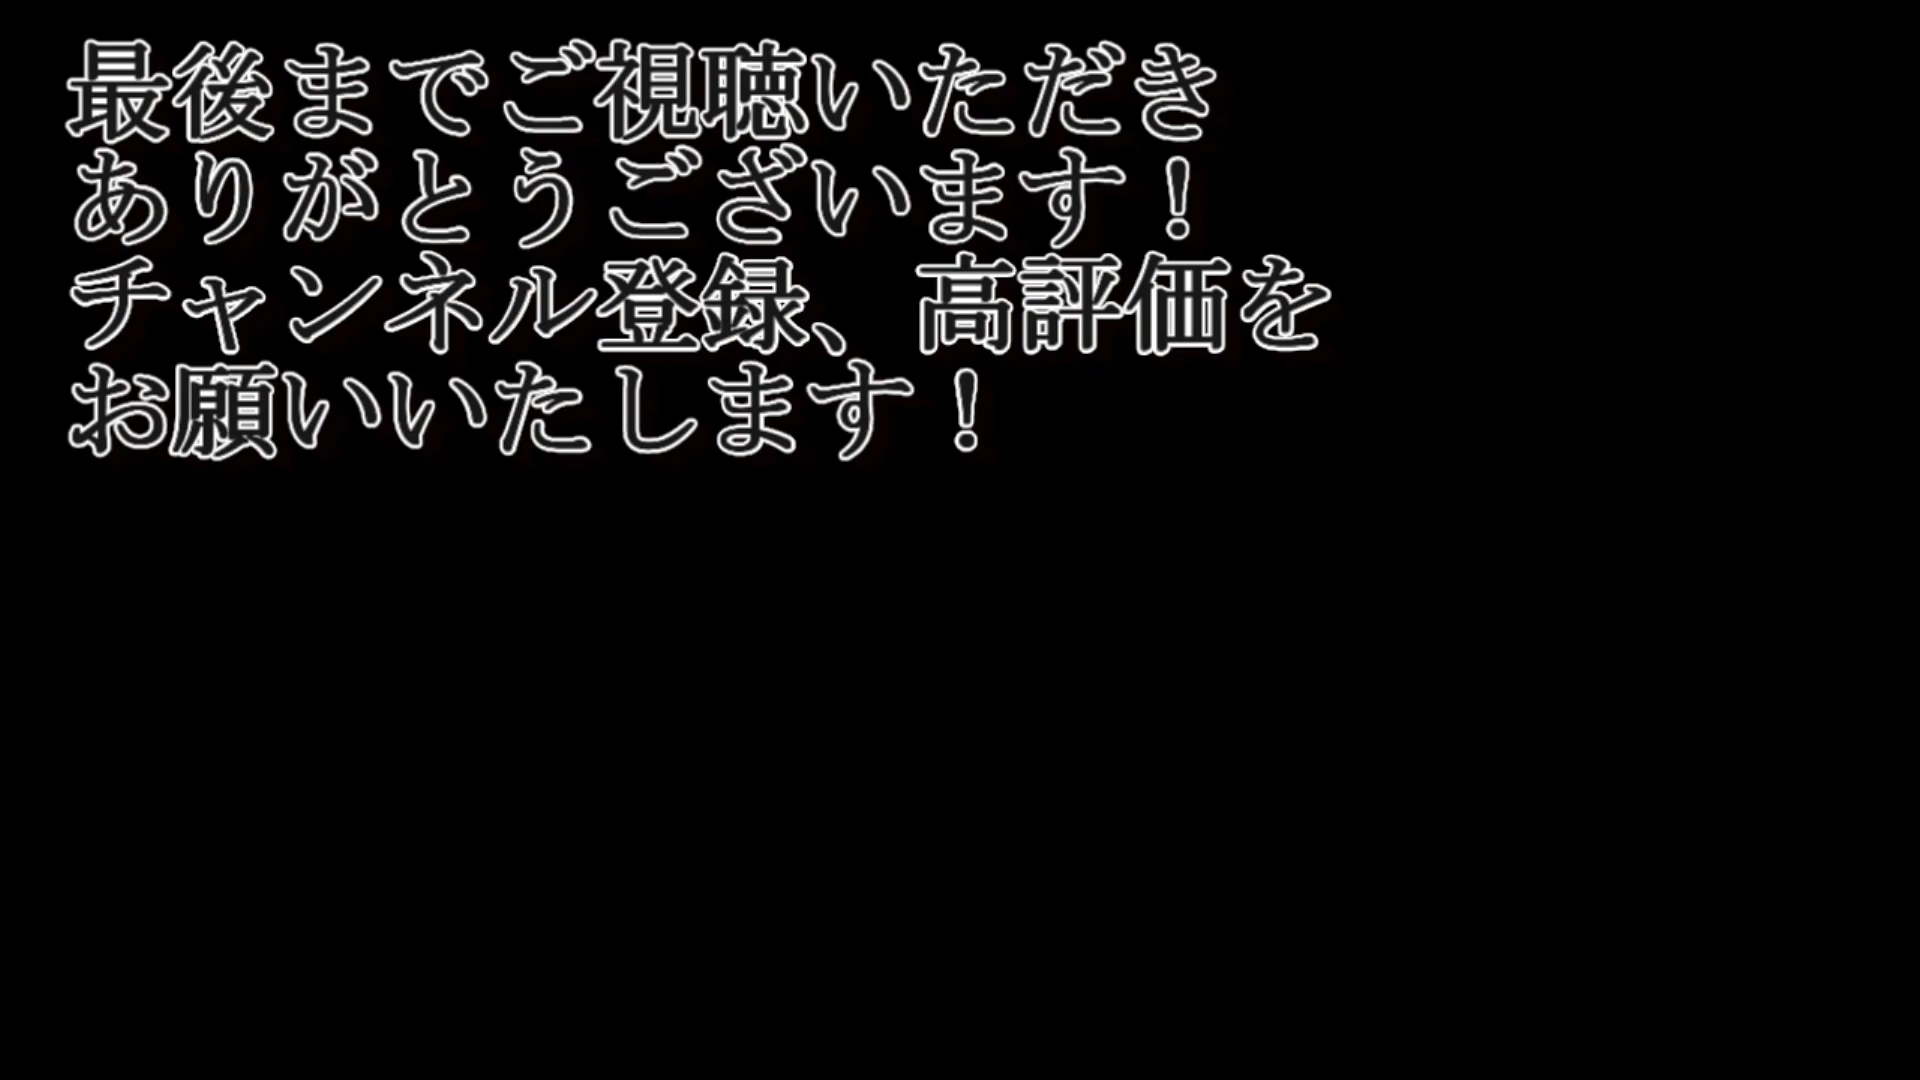 最後までご視聴いただき
ありがとうございます！
チャンネル登録、高評価を
お願いいたします！